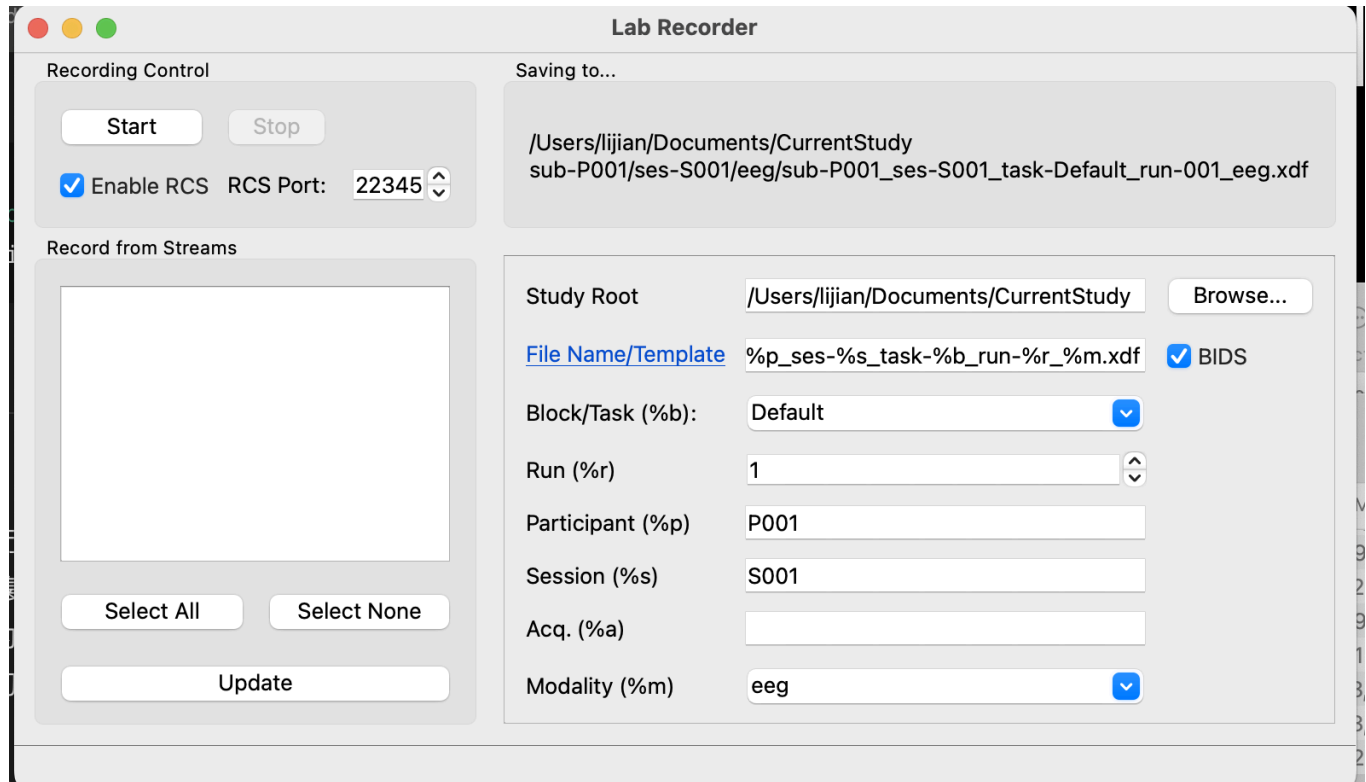 Lab Recorder
Recording Control
Start
Stop
Enable RCS
RCS Port:
22345
Saving to...
/Users/lijian/Documents/CurrentStudy
sub-P001/ses-S001/eeg/sub-P001_ses-S001_task-Default_run-001_eeg.xdf
Record from Streams
Select All
Select None
Update
Study Root
/Users/lijian/Documents/CurrentStudy
Browse...
File Name/Template
%p_ses-%s_task-%b_run-%r_%m.xdf
BIDS
Block/Task (%b):
Default
Run (%r)
1
Participant (%p)
P001
Session (%s)
S001
Acq. (%a)
Modality (%m)
eeg